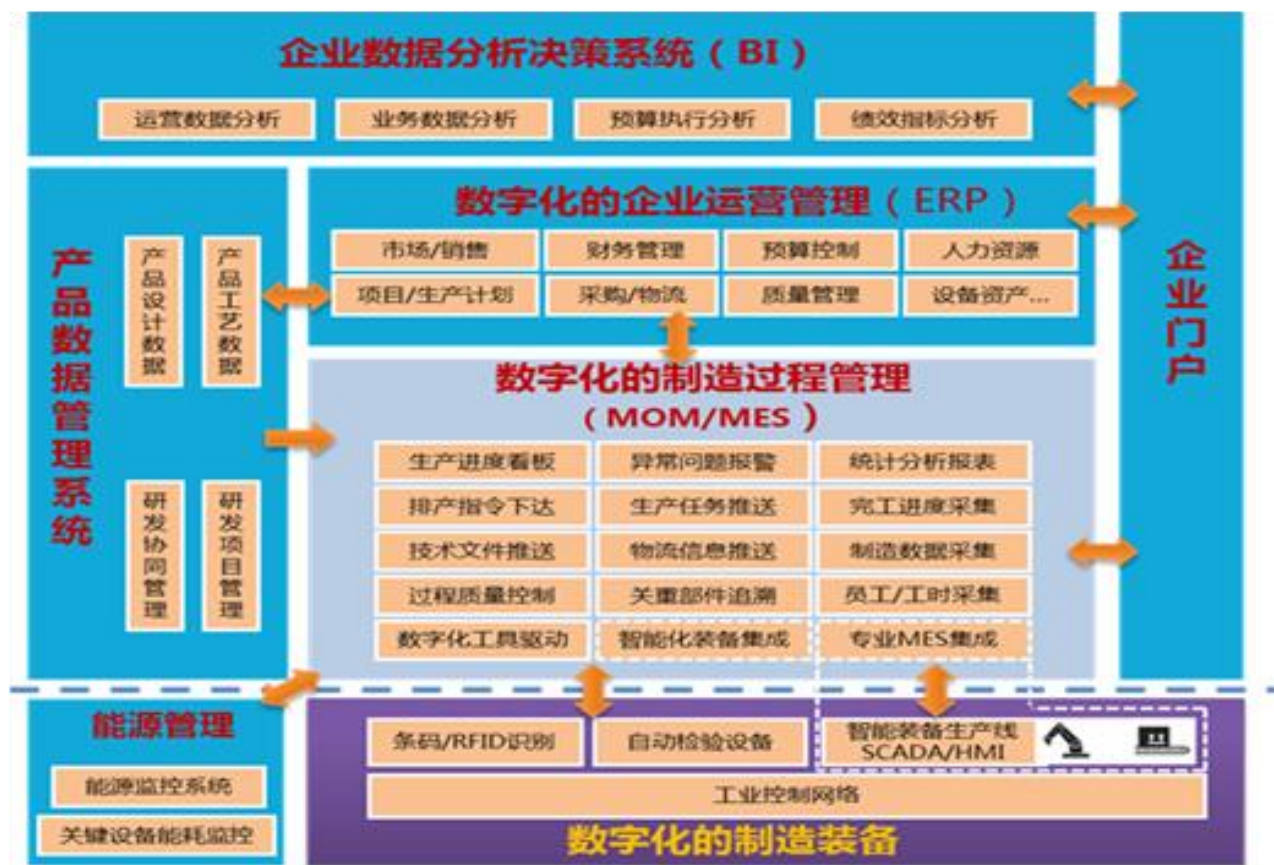 企业数据分析决策系统（BI）
运营数据分析
业务数据分析
预算执行分析
绩效指标分析
产品数据管理系统
产品设计数据
产品工艺数据
研发协同管理
研发项目管理
数字化的企业运营管理（ERP）
市场/销售
财务管理
预算控制
人力资源
项目/生产计划
采购/物流
质量管理
设备资产...
企业门户
数字化的制造过程管理
（MOM/MES）
生产进度看板
异常问题报警
统计分析报表
排产指令下达
生产任务推送
完工进度采集
技术文件推送
物流信息推送
制造数据采集
过程质量控制
关重部件追溯
员工/工时采集
数字化工具驱动
智能化装备集成
专业MES集成
能源管理
能源监控系统
关键设备能耗监控
条码/RFID识别
自动检验设备
智能装备生产线
SCADA/HMI
工业控制网络
数字化的制造装备